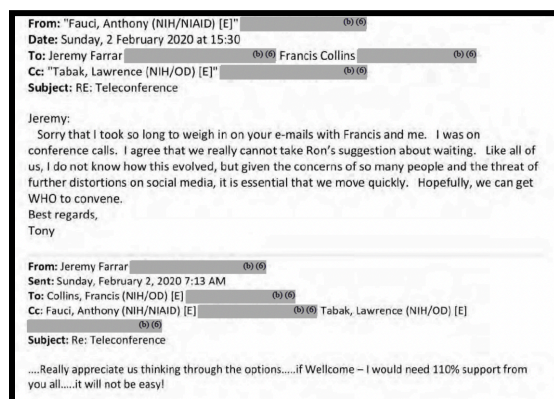 From: "Fauci, Anthony (NIH/NIAID) [E]" (b) (6)
Date: Sunday, 2 February 2020 at 15:30
To: Jeremy Farrar (b) (6) Francis Collins (b) (6)
Cc: "Tabak, Lawrence (NIH/OD) [E]" (b) (6)
Subject: RE: Teleconference
Jeremy:
Sorry that I took so long to weigh in on your e-mails with Francis and me. I was on
conference calls. I agree that we really cannot take Ron's suggestion about waiting. Like all of
us, I do not know how this evolved, but given the concerns of so many people and the threat of
further distortions on social media, it is essential that we move quickly. Hopefully, we can get
WHO to convene.
Best regards,
Tony
From: Jeremy Farrar (b) (6)
Sent: Sunday, February 2, 2020 7:13 AM
To: Collins, Francis (NIH/OD) [E] (b) (6)
Cc: Fauci, Anthony (NIH/NIAID) [E] (b) (6) Tabak, Lawrence (NIH/OD) [E]
(b) (6)
Subject: Re: Teleconference
....Really appreciate us thinking through the options.....if Wellcome – I would need 110% support from
you all.....it will not be easy!